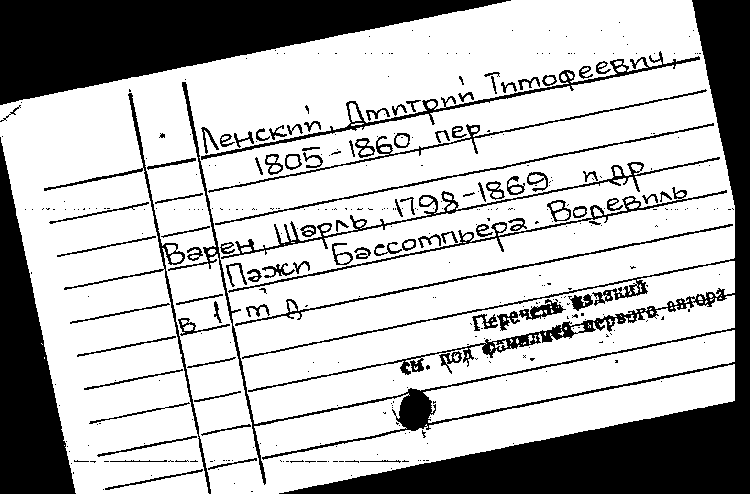 Ленский, Дмитрий Тимофеевич,
1805-1860, пер.
Варен, Шарль, 1798-1869 и др
Пажи Бассомпьера. Водевиль
в 1-м д.
Перечень изданий
см. под фамилией первого автора